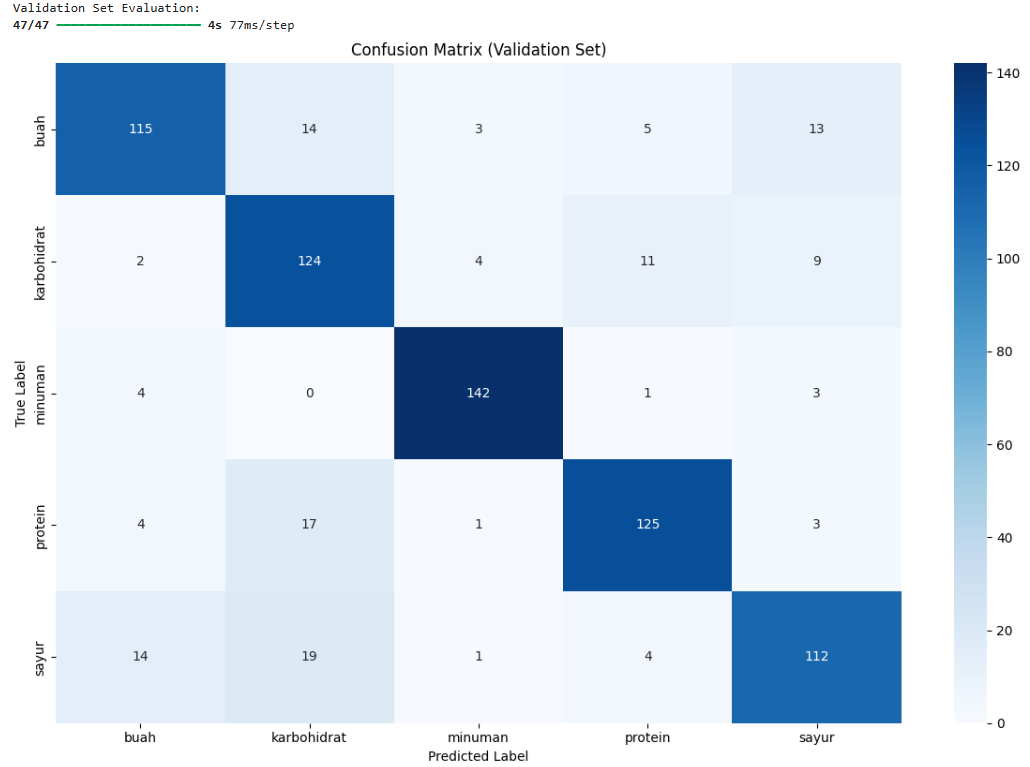 Validation Set Evaluation:
47/47 ━━━━━━━━━━━━━━━━━━━━ 4s 77ms/step
Confusion Matrix (Validation Set)
buah 115 14 3 5 13
karbohidrat 2 124 4 11 9
minuman 4 0 142 1 3
protein 4 17 1 125 3
sayur 14 19 1 4 112
True Label
buah karbohidrat minuman protein sayur
Predicted Label
140
120
100
80
60
40
20
0